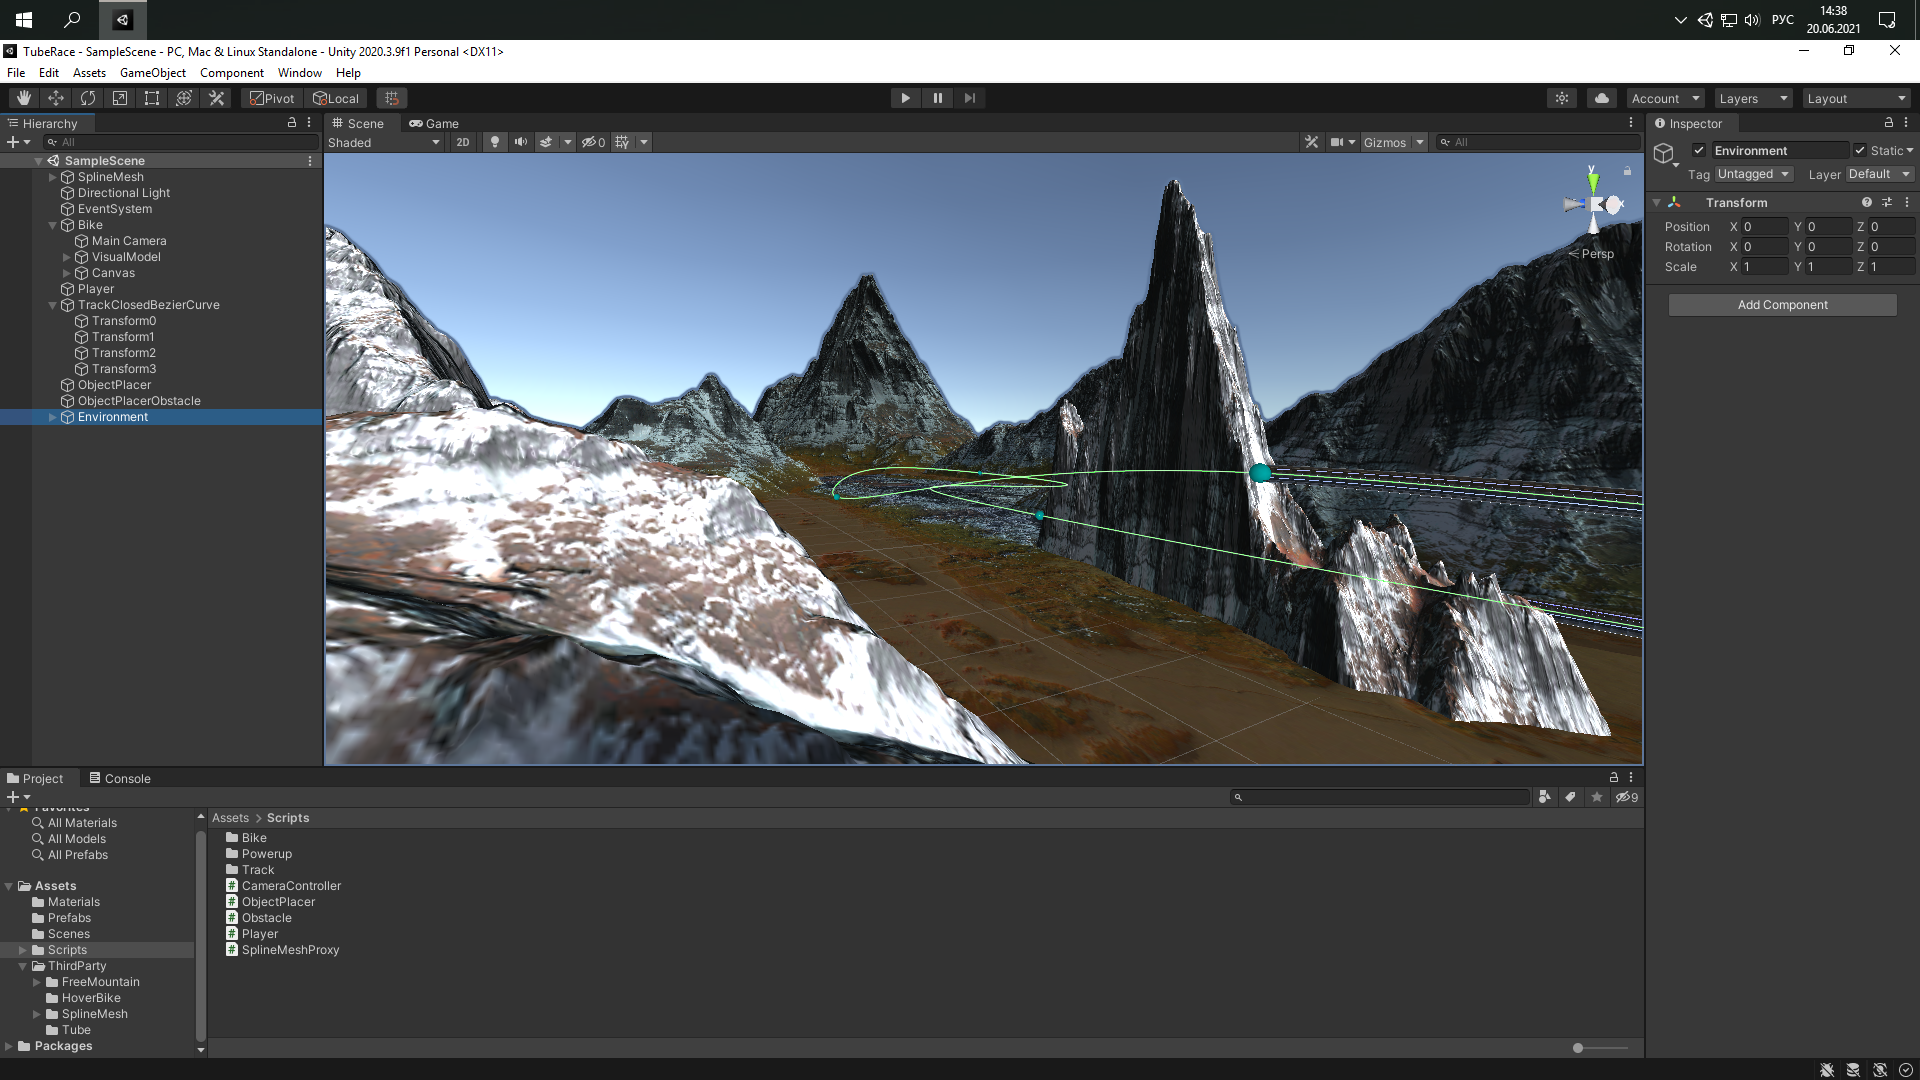 РУС
14:38
20.06.2021
TubeRace - SampleScene - PC, Mac & Linux Standalone - Unity 2020.3.9f1 Personal <DX11>
File Edit Assets GameObject Component Window Help
Pivot Local
Account Layers Layout
Hierarchy
All
SampleScene
SplineMesh
Directional Light
EventSystem
Bike
Main Camera
VisualModel
Canvas
Player
TrackClosedBezierCurve
Transform0
Transform1
Transform2
Transform3
ObjectPlacer
ObjectPlacerObstacle
Environment
Scene Game
Shaded 2D 0 Gizmos All
y
x
Persp
Inspector
Environment Static
Tag Untagged Layer Default
Transform
Position X 0 Y 0 Z 0
Rotation X 0 Y 0 Z 0
Scale X 1 Y 1 Z 1
Add Component
Project Console
9
Favorites
All Materials
All Models
All Prefabs
Assets
Materials
Prefabs
Scenes
Scripts
ThirdParty
FreeMountain
HoverBike
SplineMesh
Tube
Packages
Assets > Scripts
Bike
Powerup
Track
CameraController
ObjectPlacer
Obstacle
Player
SplineMeshProxy